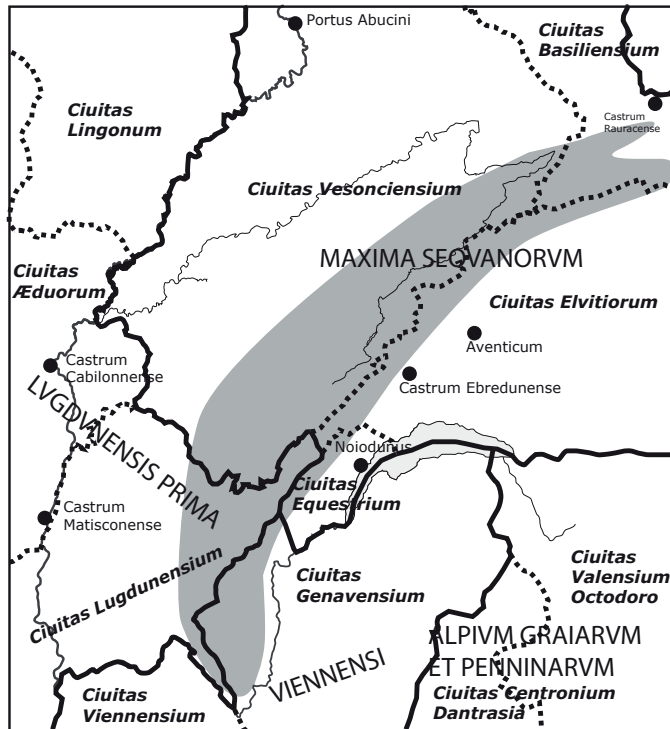 Portus Abucini
Ciuitas
Basiliensium
Ciuitas
Lingonum
Castrum
Rauracense
Ciuitas Vesonciensium
MAXIMA SEQVANORVM
Ciuitas
Æduorum
Ciuitas Elvitiorum
Aventicum
Castrum
Cabilonnense
Castrum Ebredunense
LVGDVNENSIS PRIMA
Noiodunus
Ciuitas
Equestrium
Castrum
Matisconense
Ciuitas Lugdunensium
Ciuitas
Genavensium
Ciuitas
Valensium
Octodoro
VIENNENSI
ALPIVM GRAIARVM
ET PENNINARVM
Ciuitas
Viennensium
Ciuitas Centronium
Dantrasia